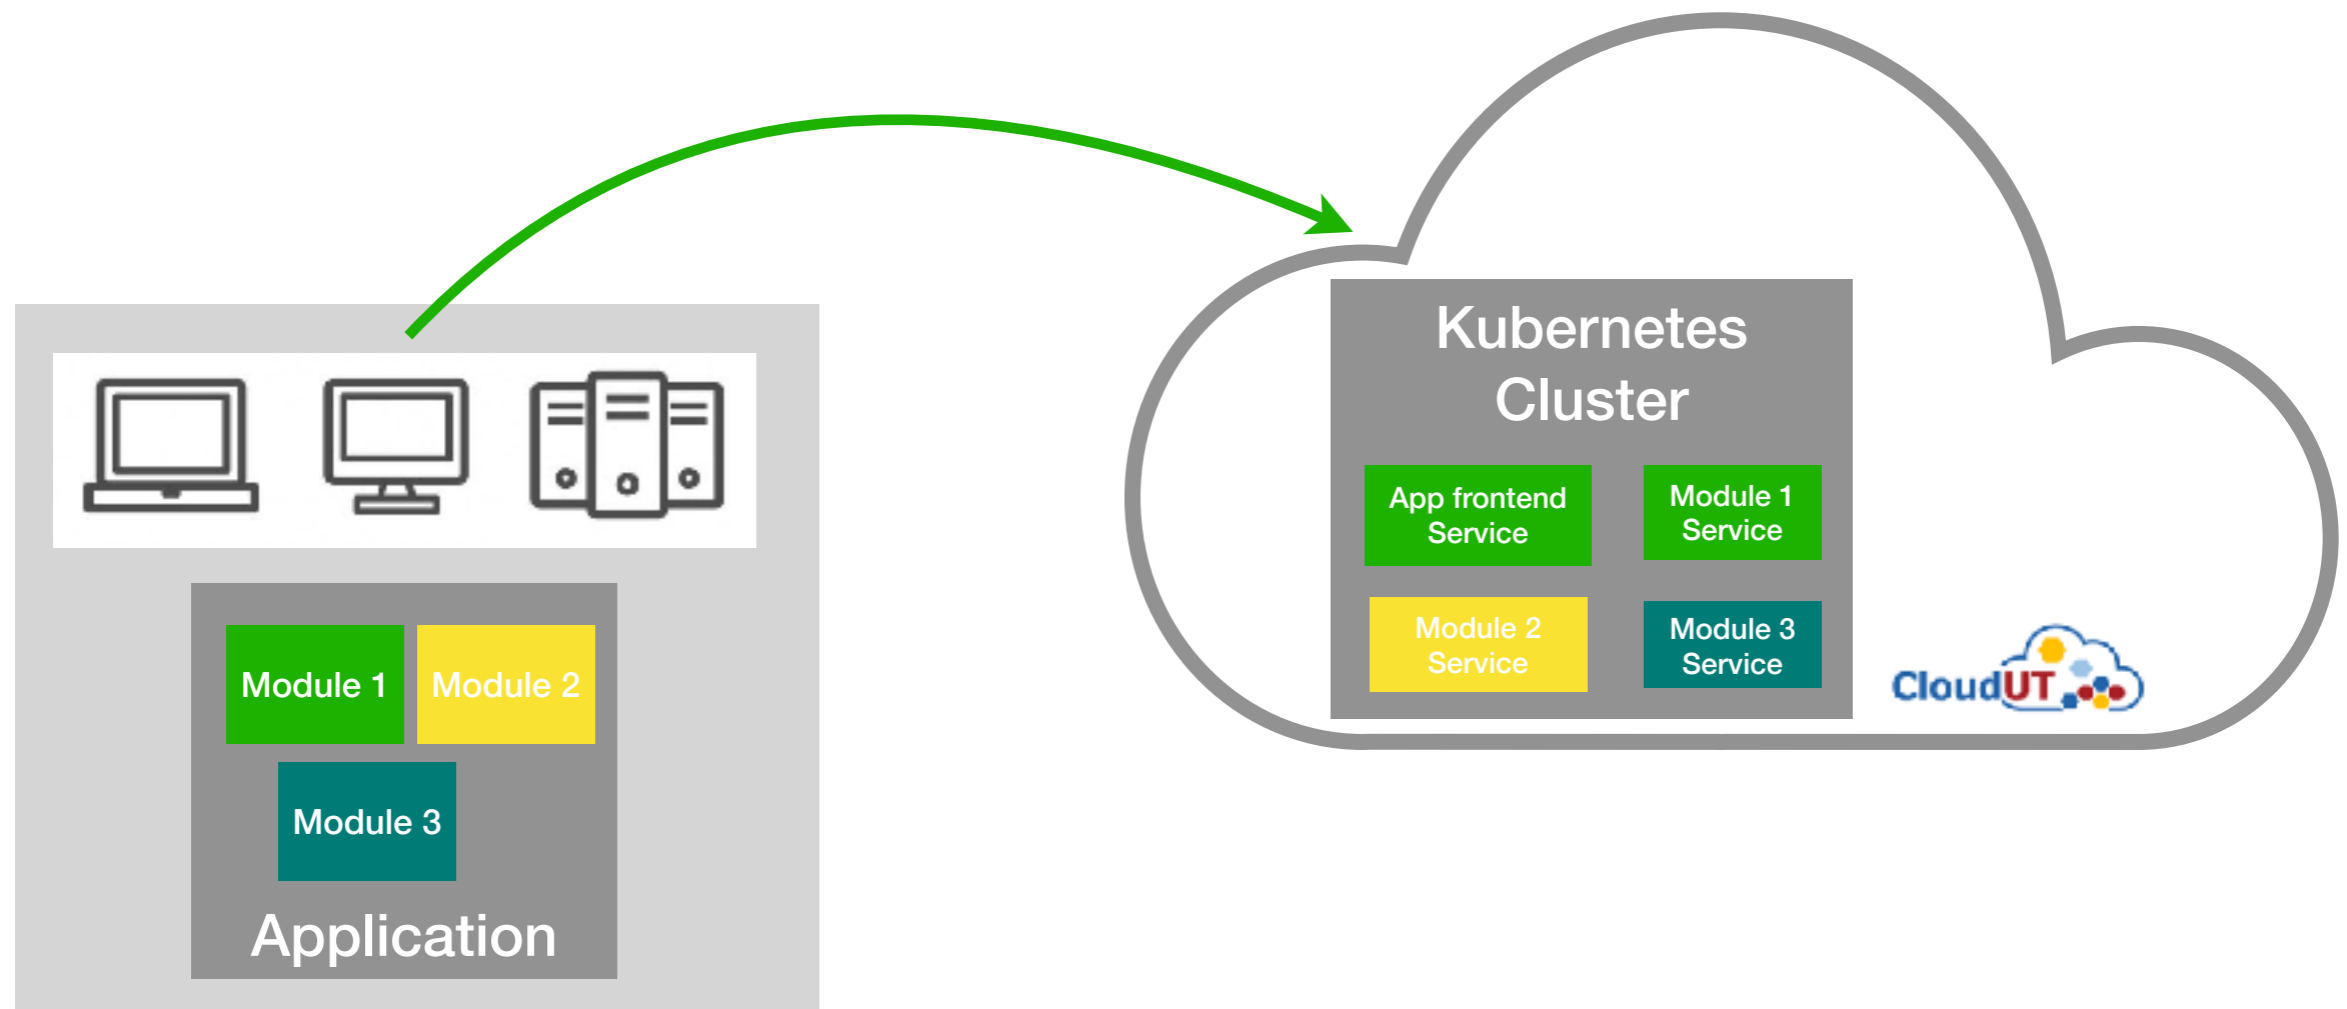 Kubernetes
Cluster
App frontend
Service
Module 1
Service
Module 2
Service
Module 3
Service
CloudUT
Module 1
Module 2
Module 3
Application